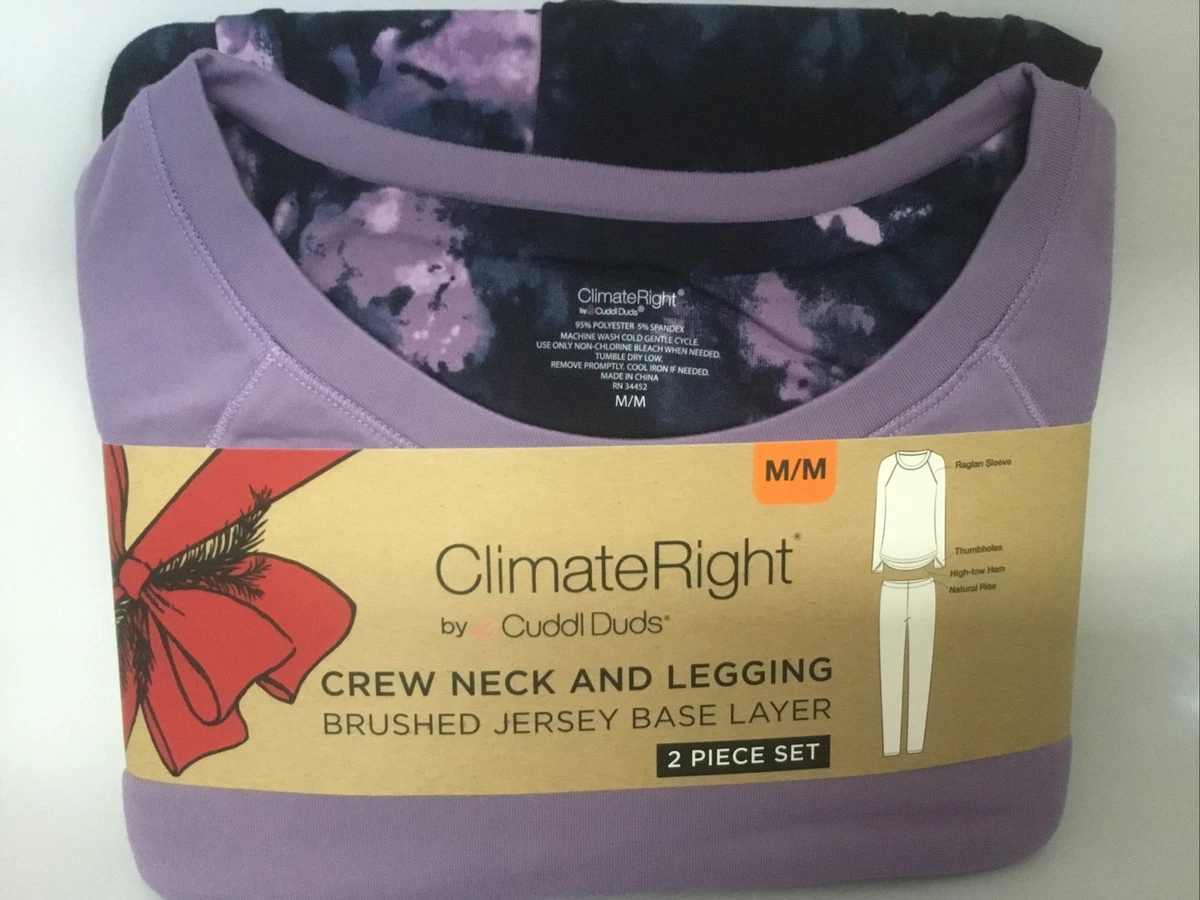 ClimateRight®
by Cuddl Duds®
95% POLYESTER 5% SPANDEX
MACHINE WASH COLD GENTLE CYCLE.
USE ONLY NON-CHLORINE BLEACH WHEN NEEDED.
TUMBLE DRY LOW.
REMOVE PROMPTLY. COOL IRON IF NEEDED.
MADE IN CHINA
RN 34452
M/M
M/M
Raglan Sleeve
ClimateRight®
by Cuddl Duds®
Thumbholes
High-low Hem
Natural Rise
CREW NECK AND LEGGING
BRUSHED JERSEY BASE LAYER
2 PIECE SET